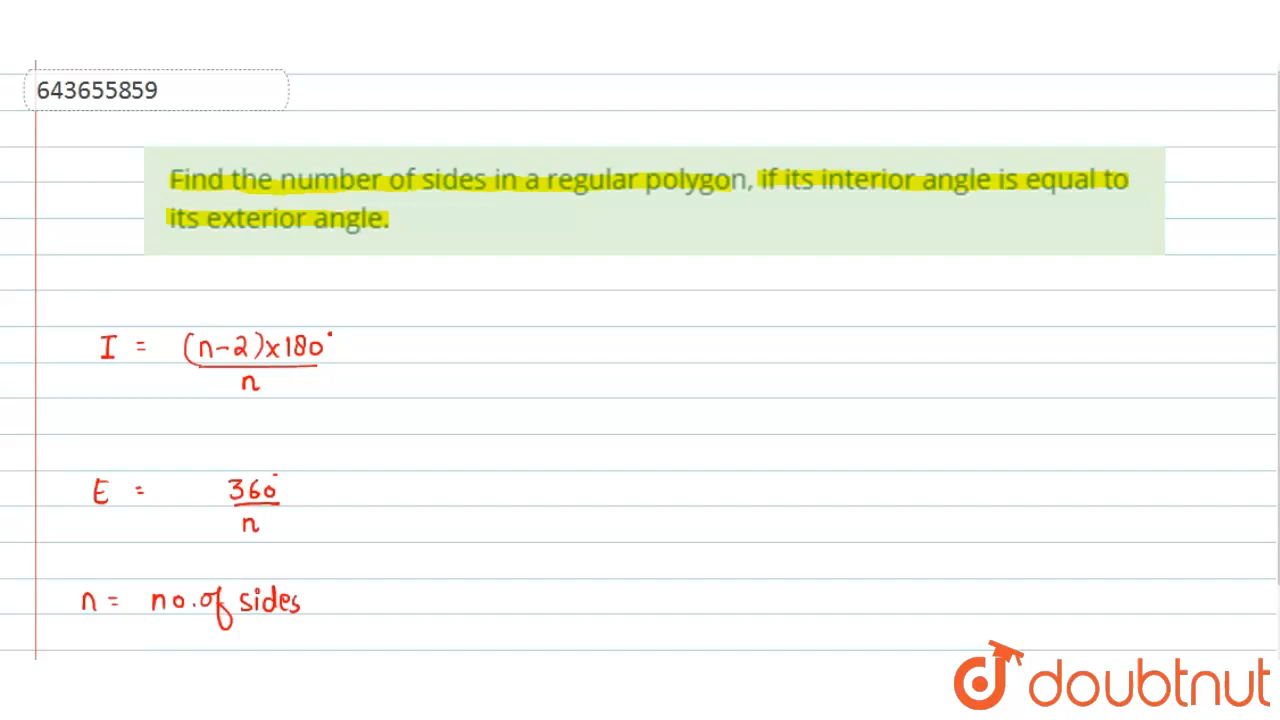 643655859
Find the number of sides in a regular polygon, if its interior angle is equal to
its exterior angle.
I = (n-2)x180°
n
E = 360°
n
n = no. of sides
doubtnut